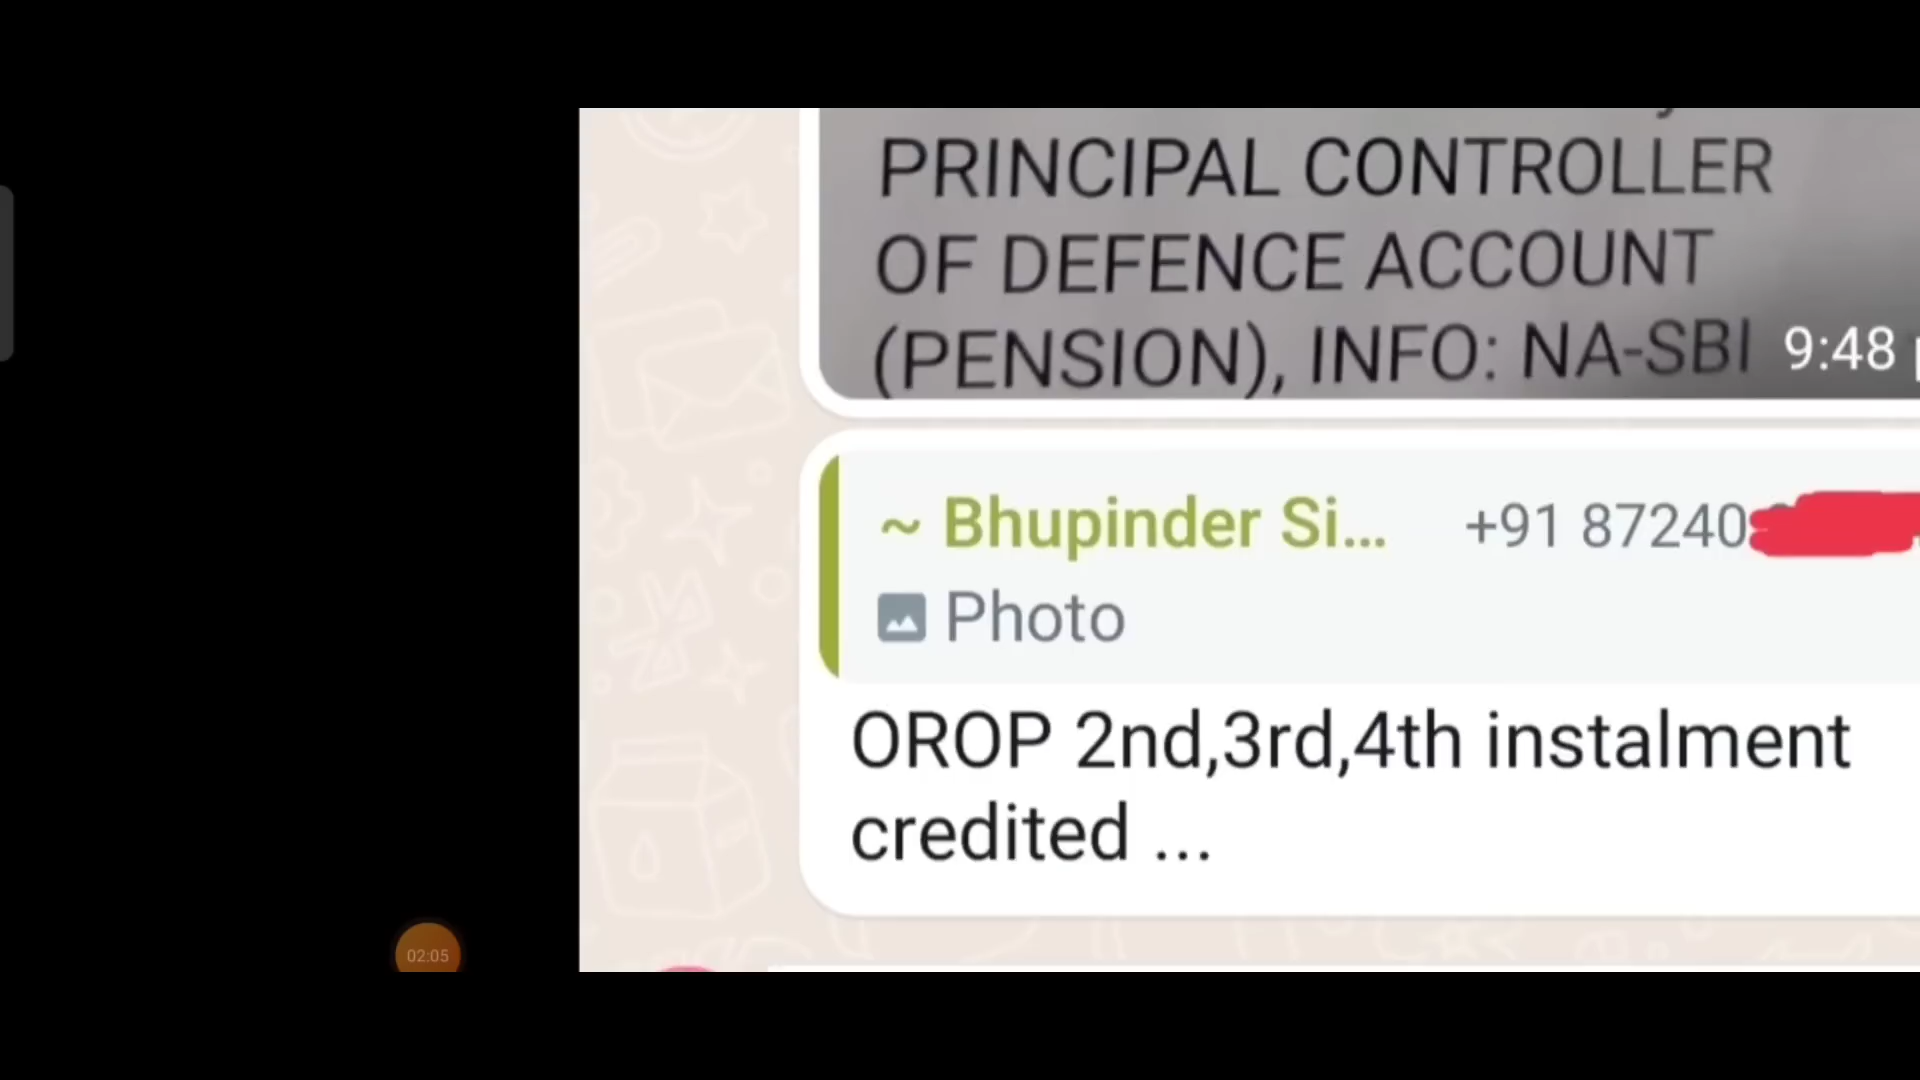 PRINCIPAL CONTROLLER
OF DEFENCE ACCOUNT
(PENSION), INFO: NA-SBI
9:48
~ Bhupinder Si... +91 87240
Photo
OROP 2nd,3rd,4th instalment
credited ...
02:05